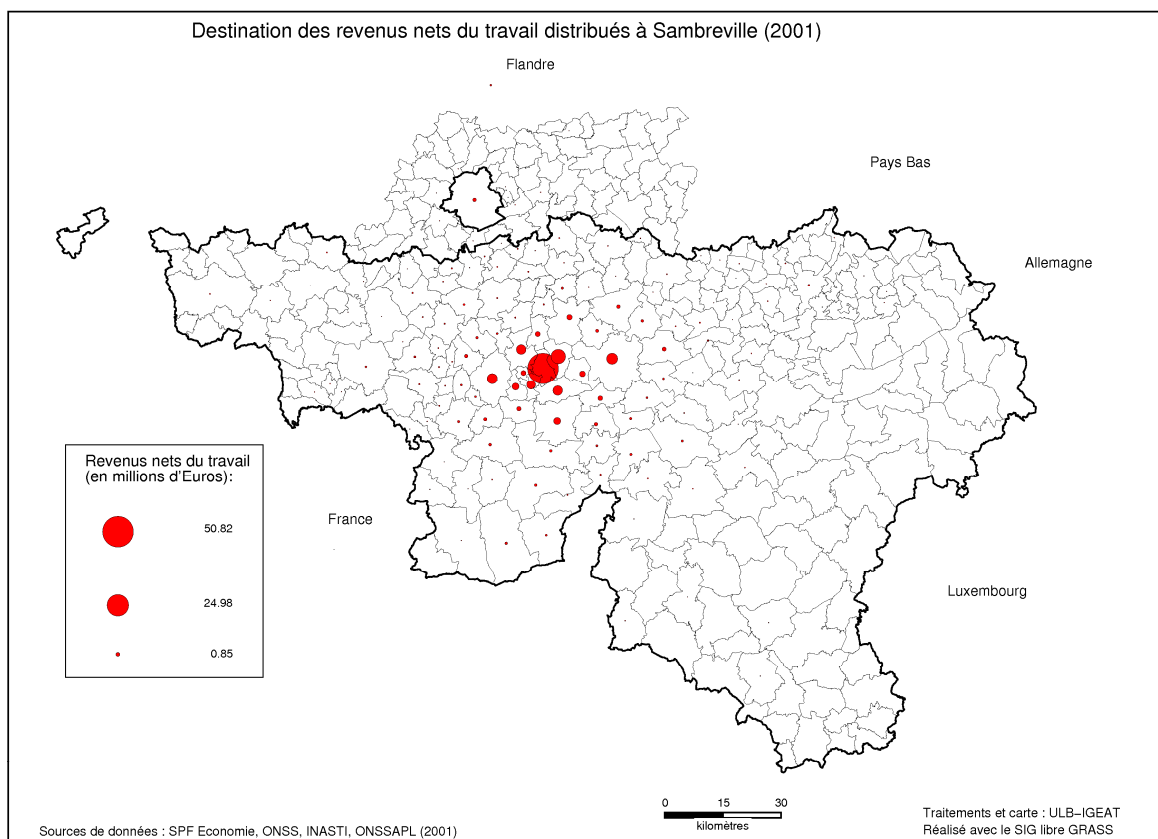 Destination des revenus nets du travail distribués à Sambreville (2001)
Flandre
Pays Bas
Allemagne
Revenus nets du travail
(en millions d'Euros):
50.82
24.98
0.85
France
Luxembourg
0 15 30
kilomètres
Sources de données : SPF Economie, ONSS, INASTI, ONSSAPL (2001)
Traitements et carte : ULB-IGEAT
Réalisé avec le SIG libre GRASS